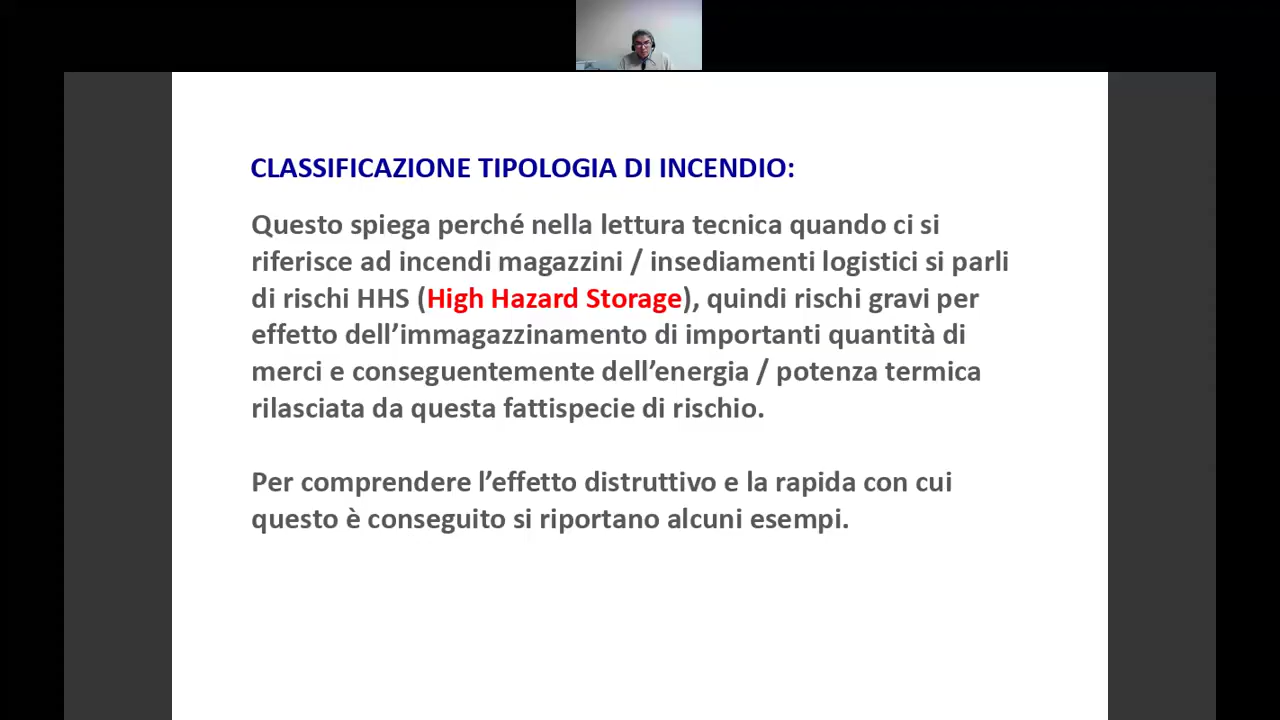 CLASSIFICAZIONE TIPOLOGIA DI INCENDIO:
Questo spiega perché nella lettura tecnica quando ci si
riferisce ad incendi magazzini / insediamenti logistici si parli
di rischi HHS (High Hazard Storage), quindi rischi gravi per
effetto dell’immagazzinamento di importanti quantità di
merci e conseguentemente dell’energia / potenza termica
rilasciata da questa fattispecie di rischio.
Per comprendere l’effetto distruttivo e la rapida con cui
questo è conseguito si riportano alcuni esempi.